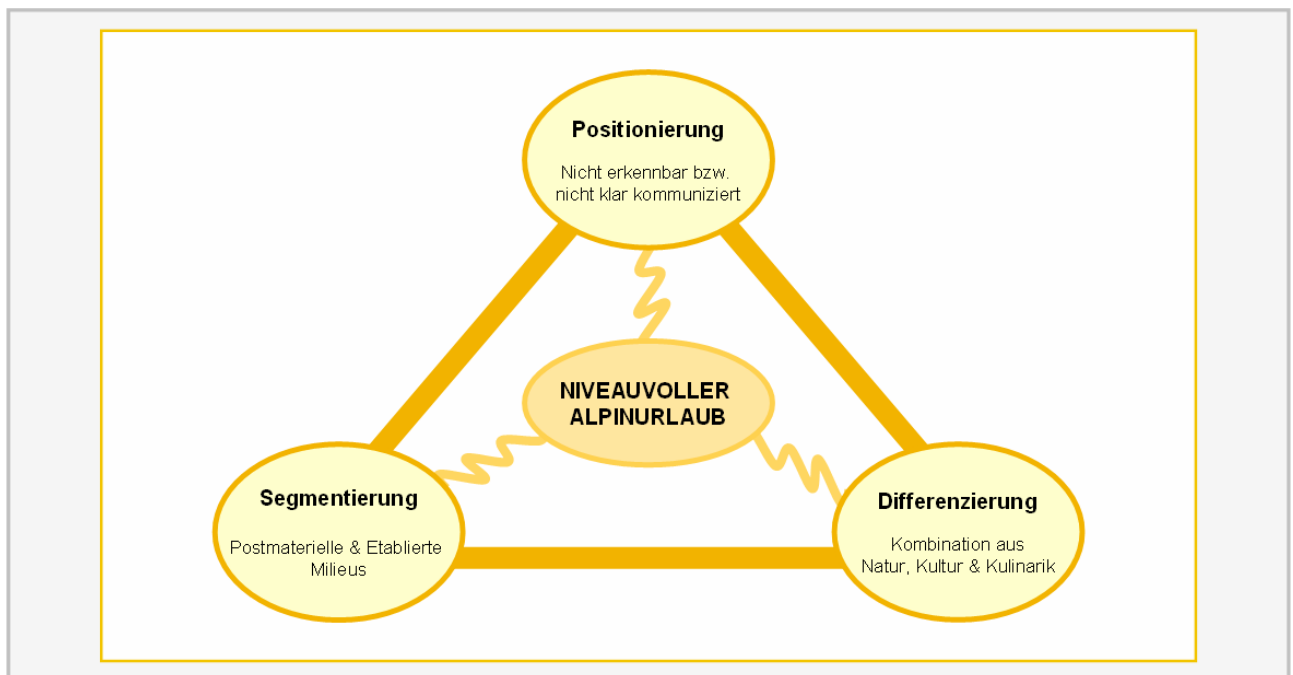 Positionierung
Nicht erkennbar bzw.
nicht klar kommuniziert
NIVEAUVOLLER
ALPINURLAUB
Segmentierung
Postmaterielle & Etablierte
Milieus
Differenzierung
Kombination aus
Natur, Kultur & Kulinarik